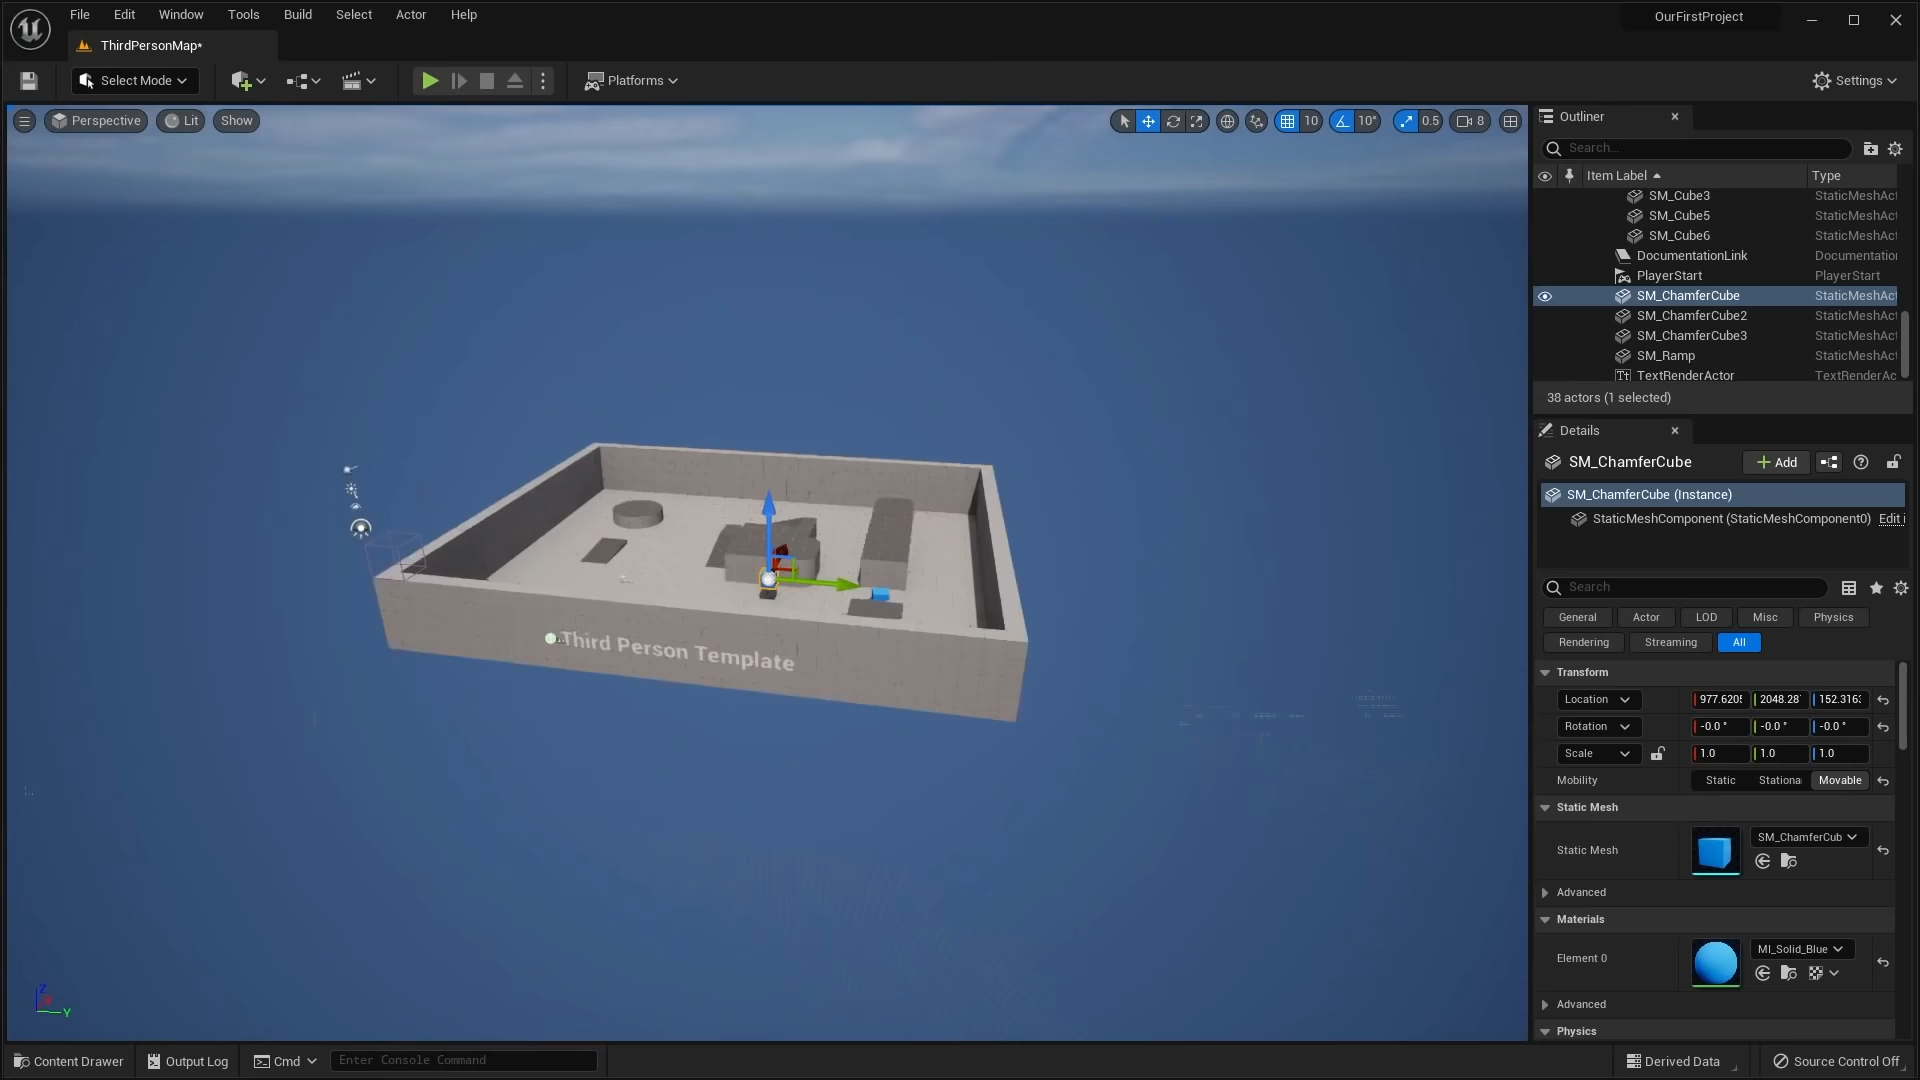 File Edit Window Tools Build Select Actor Help
OurFirstProject
ThirdPersonMap*
Select Mode
Platforms
Settings
Perspective Lit Show
10 10° 0.5 8
Third Person Template
Z
Y
Outliner
Search...
Item Label Type
SM_Cube3 StaticMeshAct
SM_Cube5 StaticMeshAct
SM_Cube6 StaticMeshAct
DocumentationLink Documentation
PlayerStart PlayerStart
SM_ChamferCube StaticMeshAct
SM_ChamferCube2 StaticMeshAct
SM_ChamferCube3 StaticMeshAct
SM_Ramp StaticMeshAct
TextRenderActor TextRenderAc
38 actors (1 selected)
Details
SM_ChamferCube
Add
SM_ChamferCube (Instance)
StaticMeshComponent (StaticMeshComponent0) Edit i
Search
General Actor LOD Misc Physics
Rendering Streaming All
Transform
Location 977.620 2048.28 152.316
Rotation -0.0 ° -0.0 ° -0.0 °
Scale 1.0 1.0 1.0
Mobility Static Stationa Movable
Static Mesh
Static Mesh SM_ChamferCub
Advanced
Materials
Element 0 MI_Solid_Blue
Advanced
Physics
Content Drawer Output Log Cmd Enter Console Command
Derived Data Source Control Off